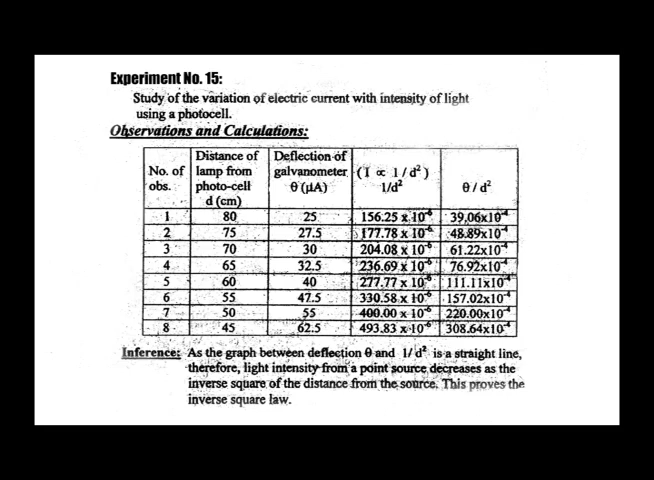 Experiment No. 15:
Study of the variation of electric current with intensity of light
using a photocell.
Observations and Calculations:
No. of obs. | Distance of lamp from photo-cell d (cm) | Deflection of galvanometer θ (μA) | (I ∝ 1/d²) 1/d² | θ / d²
1 | 80 | 25 | 156.25 x 10⁻⁶ | 39.06x10⁻⁴
2 | 75 | 27.5 | 177.78 x 10⁻⁶ | 48.89x10⁻⁴
3 | 70 | 30 | 204.08 x 10⁻⁶ | 61.22x10⁻⁴
4 | 65 | 32.5 | 236.69 x 10⁻⁶ | 76.92x10⁻⁴
5 | 60 | 40 | 277.77 x 10⁻⁶ | 111.11x10⁻⁴
6 | 55 | 47.5 | 330.58 x 10⁻⁶ | 157.02x10⁻⁴
7 | 50 | 55 | 400.00 x 10⁻⁶ | 220.00x10⁻⁴
8 | 45 | 62.5 | 493.83 x 10⁻⁶ | 308.64x10⁻⁴
Inference: As the graph between deflection θ and 1/d² is a straight line,
therefore, light intensity from a point source decreases as the
inverse square of the distance from the source. This proves the
inverse square law.